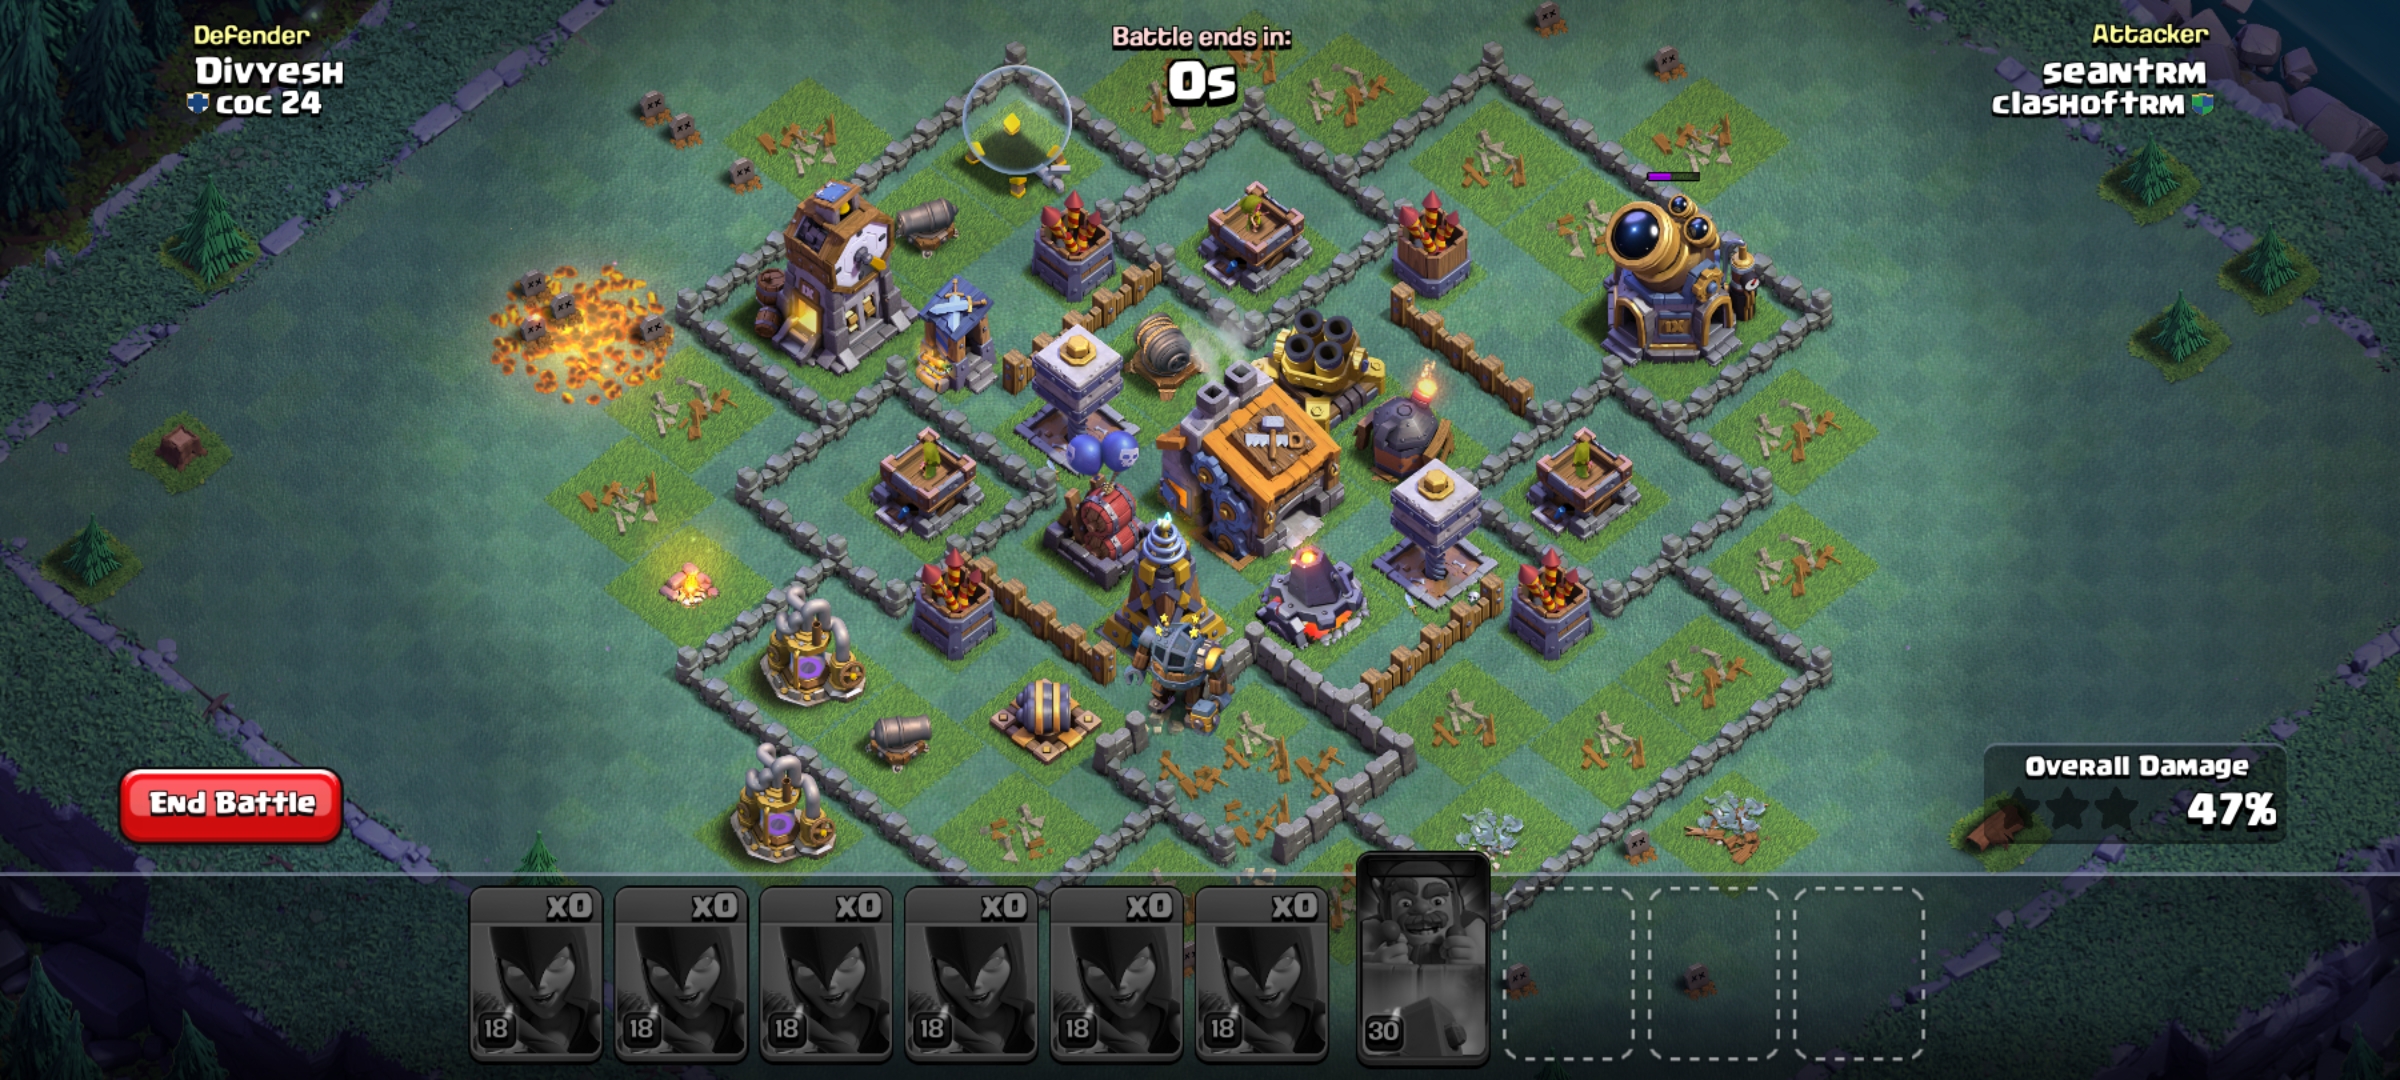 Defender
Divyesh
coc 24
Battle ends in:
0s
Attacker
seantRM
clashoftRM
End Battle
Overall Damage
47%
x0
x0
x0
x0
x0
x0
18
18
18
18
18
18
30